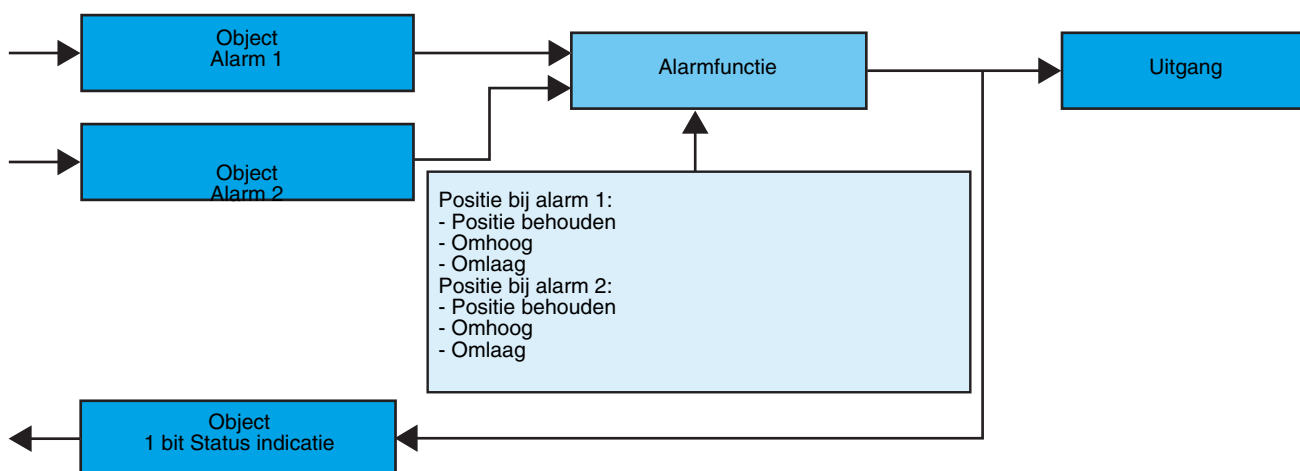 Object
Alarm 1
Alarmfunctie
Uitgang
Object
Alarm 2
Positie bij alarm 1:
- Positie behouden
- Omhoog
- Omlaag
Positie bij alarm 2:
- Positie behouden
- Omhoog
- Omlaag
Object
1 bit Status indicatie